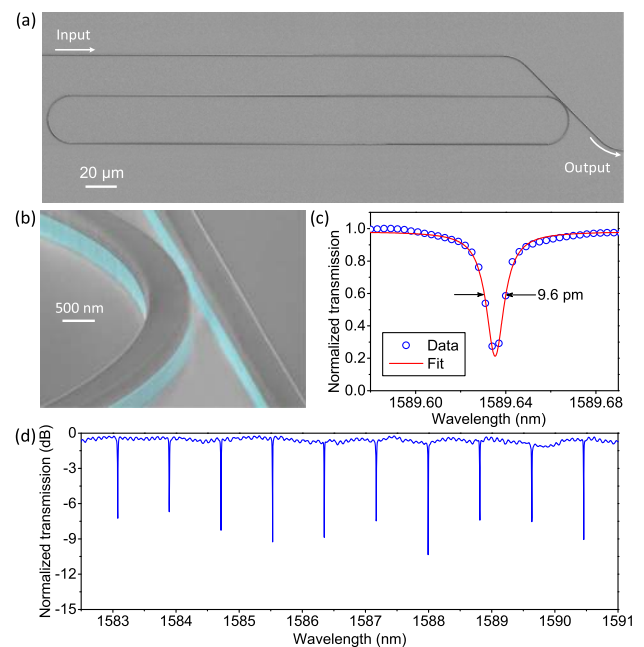 (a)
Input
20 µm
Output
(b)
500 nm
(c)
Normalized transmission
1.0
0.8
0.6
0.4
0.2
0.0
9.6 pm
Data
Fit
1589.60
1589.64
1589.68
Wavelength (nm)
(d)
Normalized transmission (dB)
0
-3
-6
-9
-12
-15
1583
1584
1585
1586
1587
1588
1589
1590
1591
Wavelength (nm)